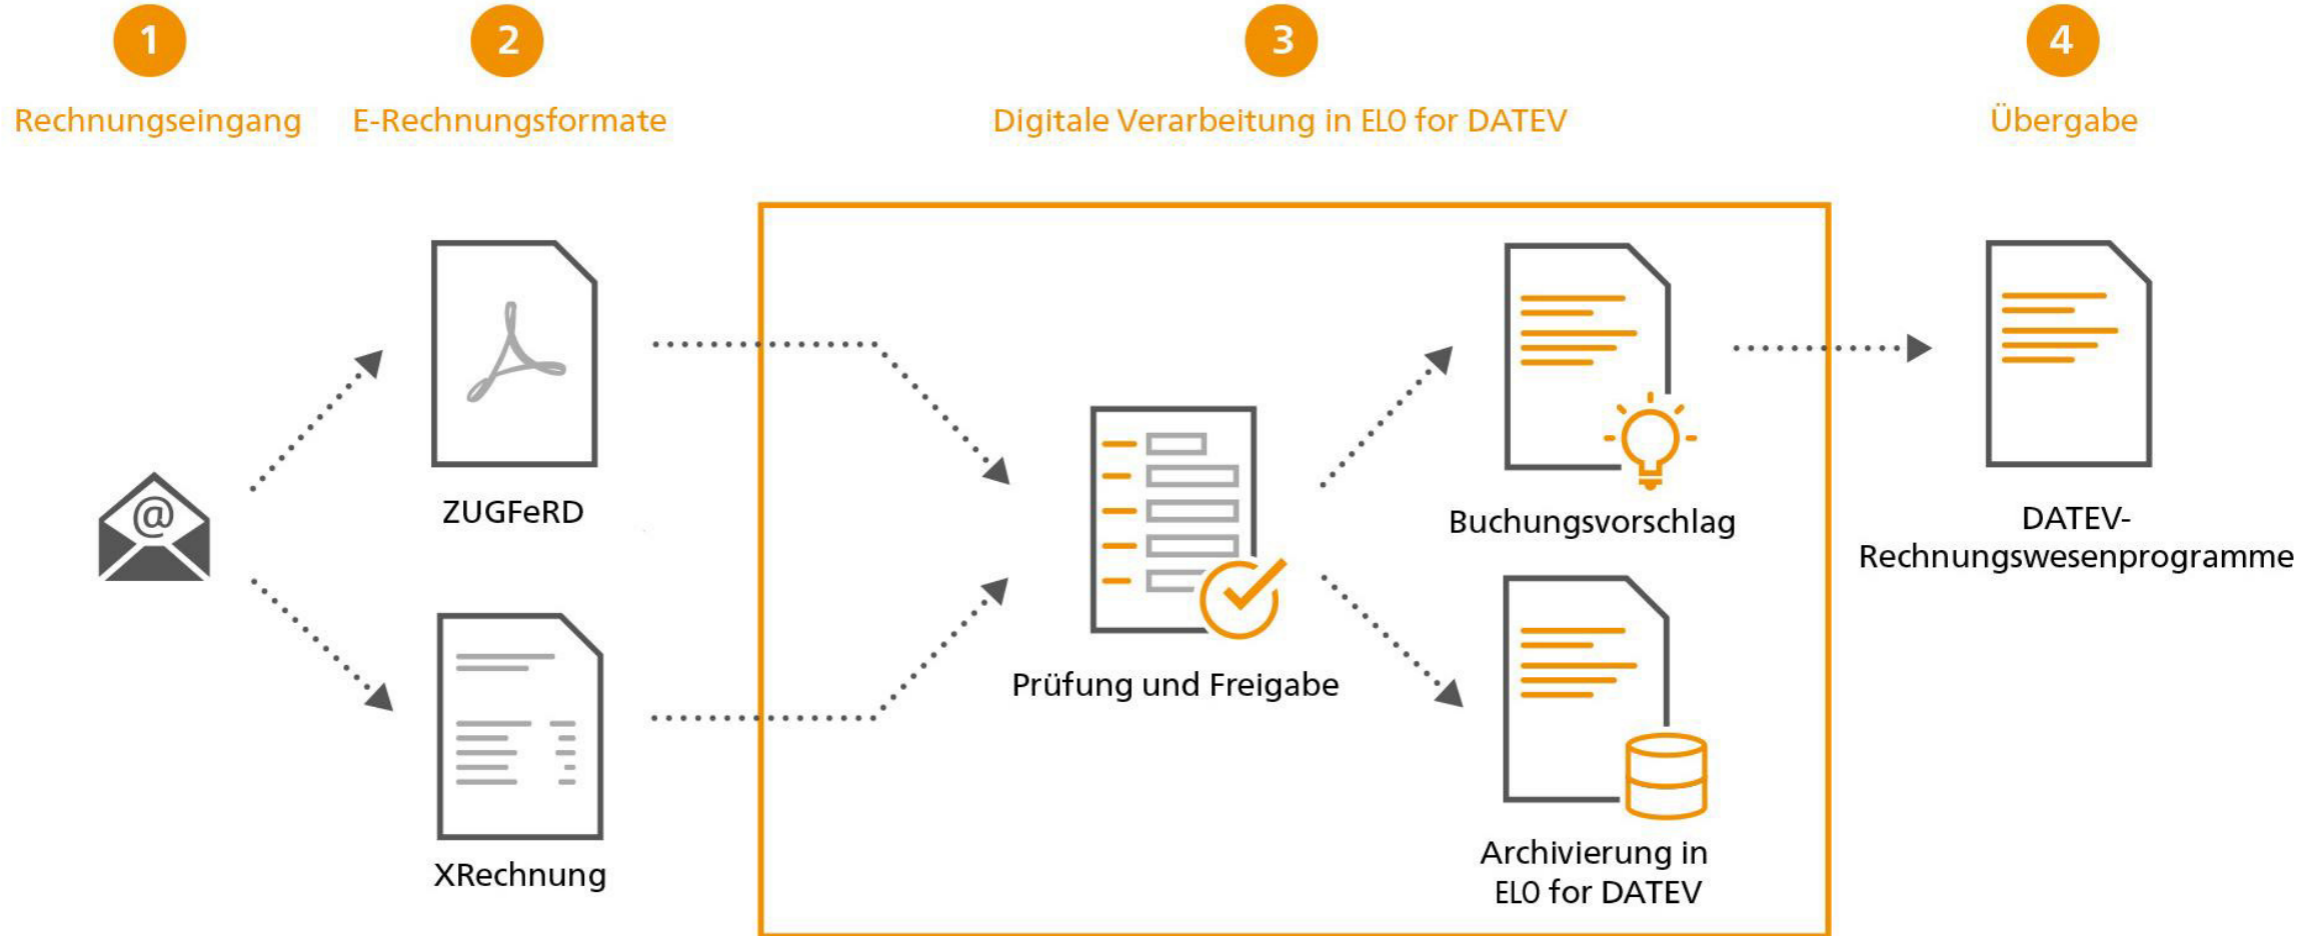 1
Rechnungseingang
2
E-Rechnungsformate
3
Digitale Verarbeitung in ELO for DATEV
4
Übergabe
@
ZUGFeRD
XRechnung
Prüfung und Freigabe
Buchungsvorschlag
Archivierung in
ELO for DATEV
DATEV-
Rechnungswesenprogramme